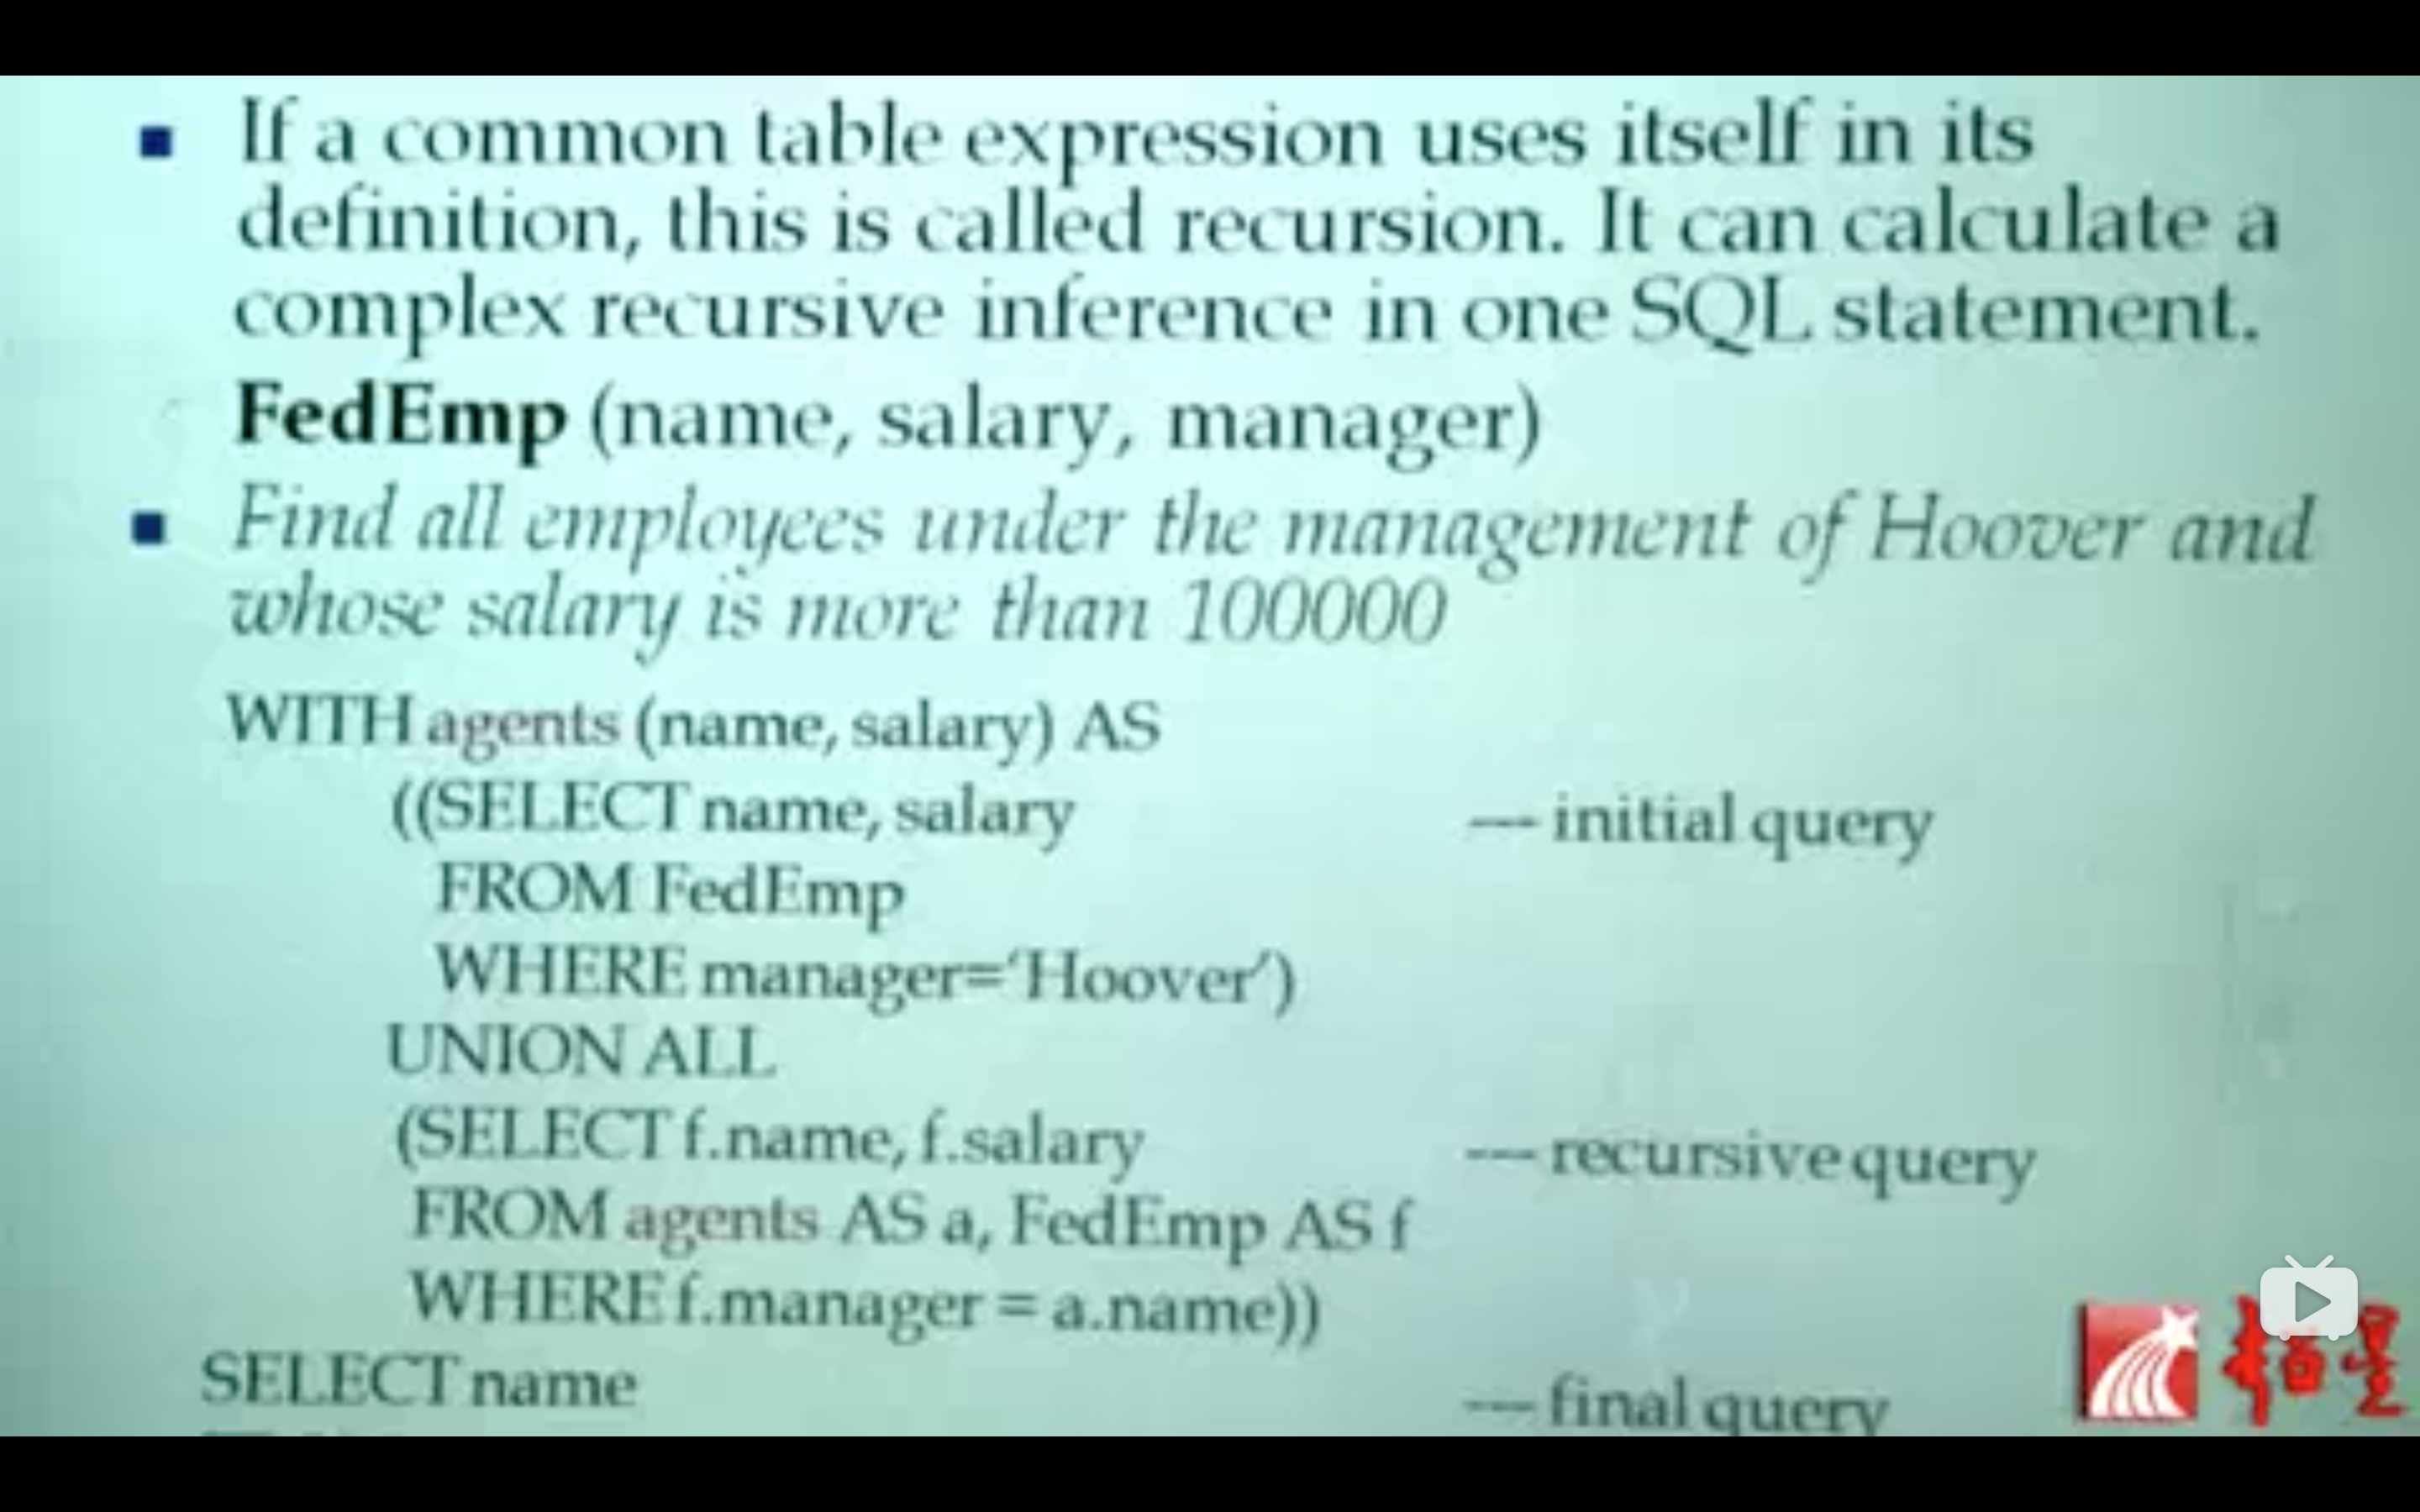 If a common table expression uses itself in its
definition, this is called recursion. It can calculate a
complex recursive inference in one SQL statement.
FedEmp (name, salary, manager)
Find all employees under the management of Hoover and
whose salary is more than 100000
WITH agents (name, salary) AS
((SELECT name, salary --- initial query
FROM FedEmp
WHERE manager=‘Hoover’)
UNION ALL
(SELECT f.name, f.salary --- recursive query
FROM agents AS a, FedEmp AS f
WHERE f.manager = a.name))
SELECT name --- final query